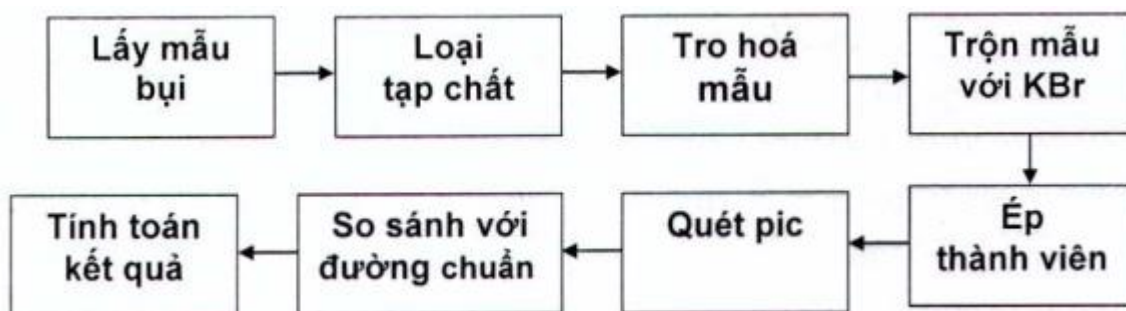 Lấy mẫu
bụi
Loại
tạp chất
Tro hoá
mẫu
Trộn mẫu
với KBr
Ép
thành viên
Quét pic
So sánh với
đường chuẩn
Tính toán
kết quả